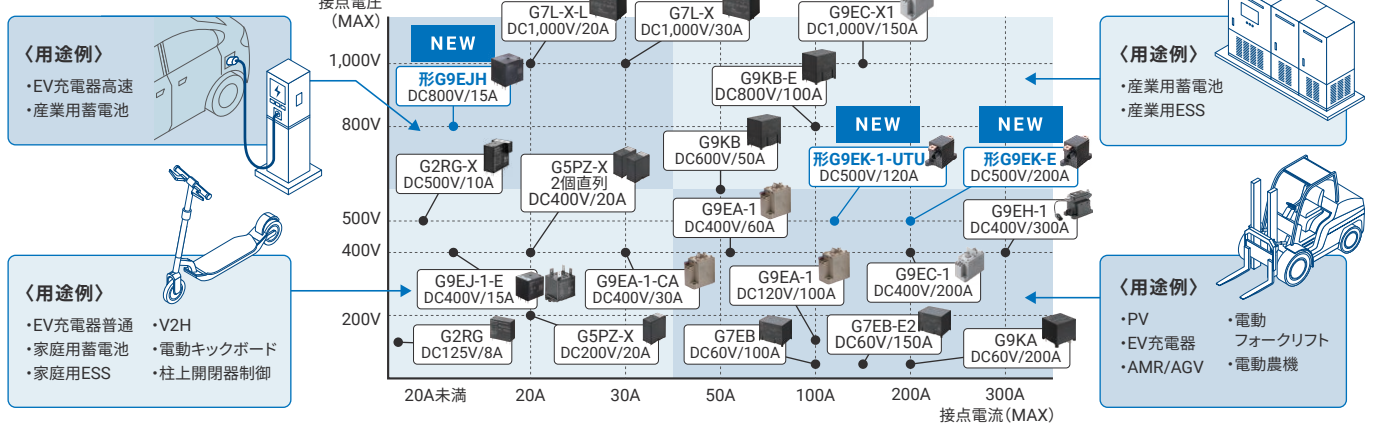 接点電圧
(MAX)
1,000V
800V
500V
400V
200V
20A未満
20A
30A
50A
100A
200A
300A
接点電流(MAX)
〈用途例〉
・EV充電器高速
・産業用蓄電池
〈用途例〉
・EV充電器普通
・家庭用蓄電池
・家庭用ESS
・V2H
・電動キックボード
・柱上開閉器制御
G7L-X-L
DC1,000V/20A
G7L-X
DC1,000V/30A
G9EC-X1
DC1,000V/150A
NEW
形G9EJH
DC800V/15A
G9KB-E
DC800V/100A
G9KB
DC600V/50A
NEW
形G9EK-1-UTU
DC500V/120A
NEW
形G9EK-E
DC500V/200A
G2RG-X
DC500V/10A
G5PZ-X
2個直列
DC400V/20A
G9EA-1
DC400V/60A
G9EH-1
DC400V/300A
G9EJ-1-E
DC400V/15A
G9EA-1-CA
DC400V/30A
G9EA-1
DC120V/100A
G9EC-1
DC400V/200A
G2RG
DC125V/8A
G5PZ-X
DC200V/20A
G7EB
DC60V/100A
G7EB-E2
DC60V/150A
G9KA
DC60V/200A
〈用途例〉
・産業用蓄電池
・産業用ESS
〈用途例〉
・PV
・EV充電器
・AMR/AGV
・電動
フォークリフト
・電動農機